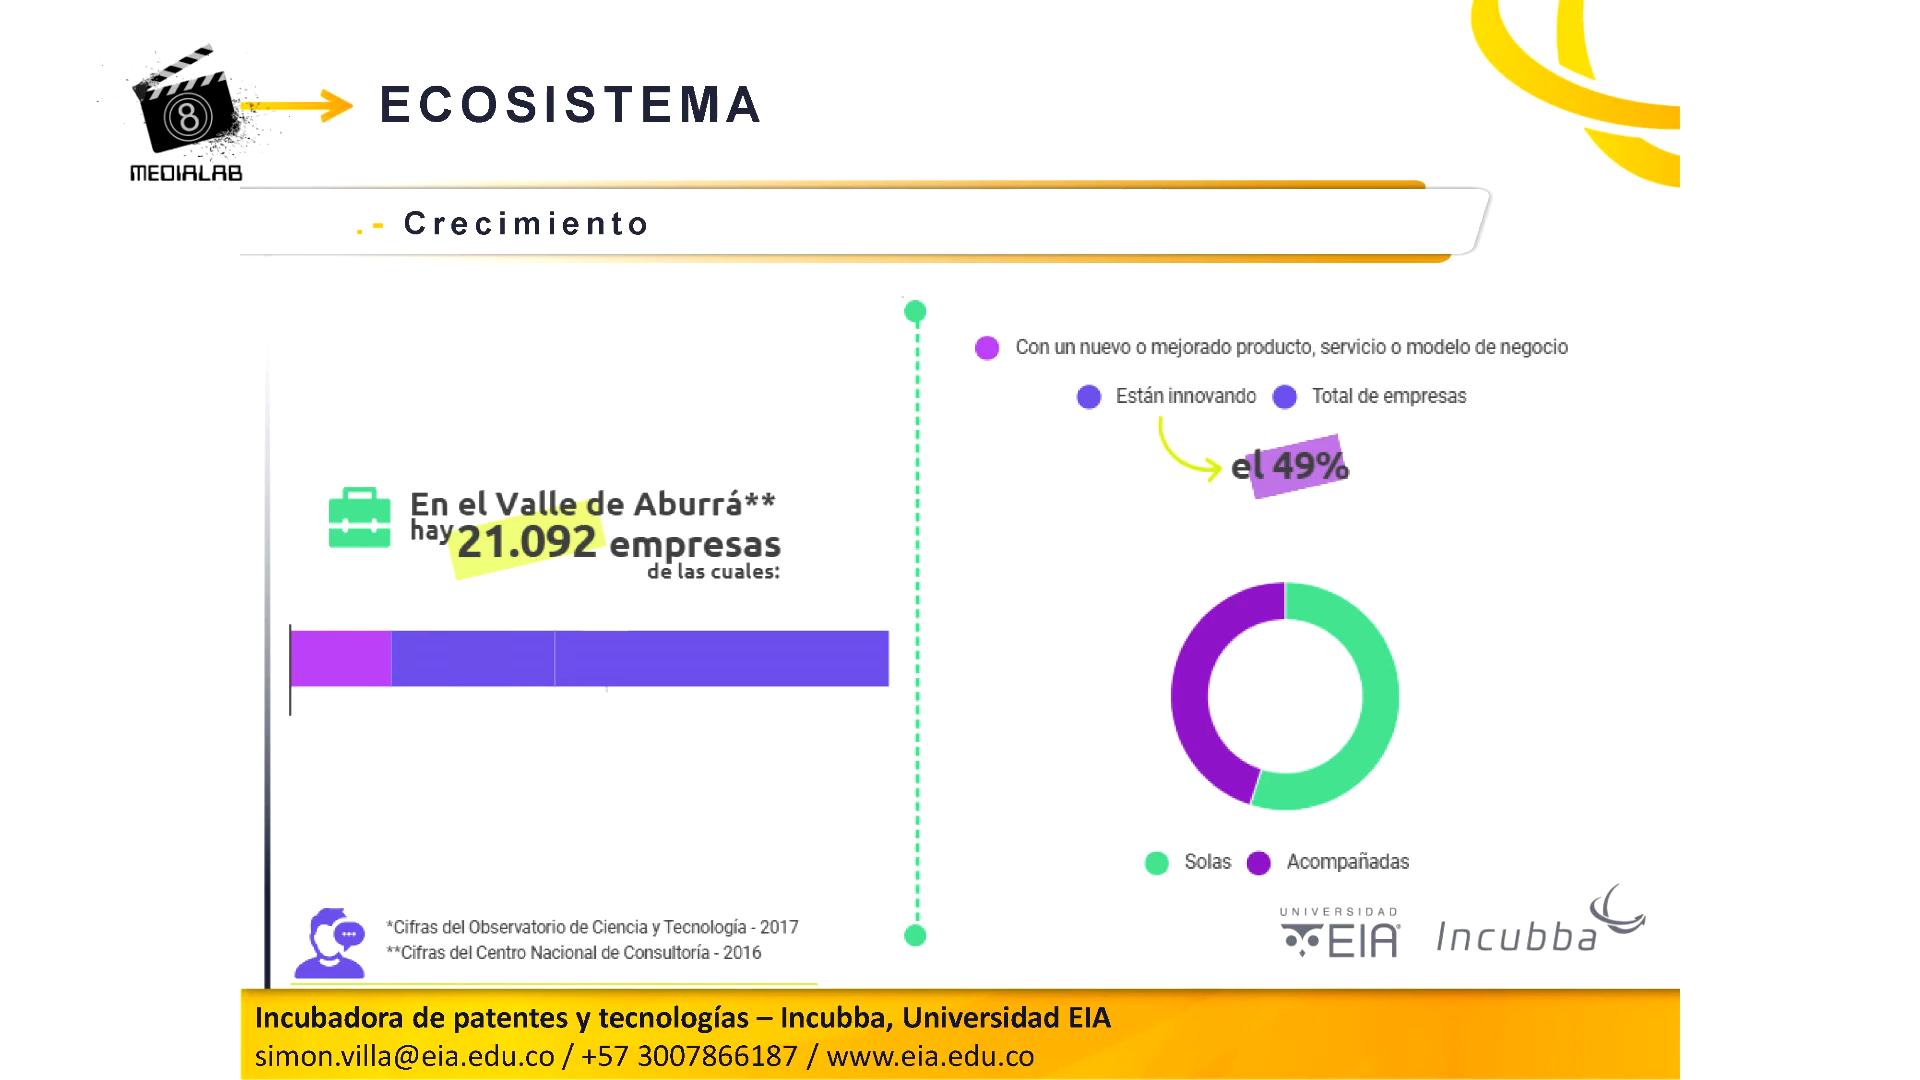 ECOSISTEMA
8
MEDIALAB
.- Crecimiento
Con un nuevo o mejorado producto, servicio o modelo de negocio
Están innovando
Total de empresas
el 49%
En el Valle de Aburrá**
hay 21.092 empresas
de las cuales:
Solas
Acompañadas
*Cifras del Observatorio de Ciencia y Tecnología - 2017
**Cifras del Centro Nacional de Consultoría - 2016
UNIVERSIDAD
EIA
Incubba
Incubadora de patentes y tecnologías – Incubba, Universidad EIA
simon.villa@eia.edu.co / +57 3007866187 / www.eia.edu.co